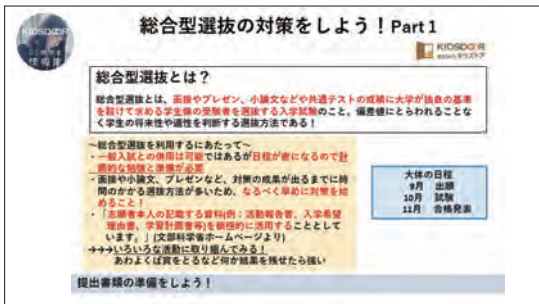 総合型選抜の対策をしよう！Part 1
KIDSDOOR
情報誌
KIDSDOOR
キッズドア
総合型選抜とは？
総合型選抜とは、面接やプレゼン、小論文などや共通テストの成績に大学が独自の基準
を設けて求める学生像の受験者を選抜する入学試験のこと。偏差値にとらわれることな
く学生の将来性や適性を判断する選抜方法である！
～総合型選抜を利用するにあたって～
・一般入試との併用は可能ではあるが日程が密になるので計
画的な勉強と準備が必要
・面接や小論文、プレゼンなど、対策の成果が出るまでに時
間のかかる選抜方法が多いため、なるべく早めに対策を始
めること！
・「志願者本人の記載する資料(例：活動報告書、入学希望
理由書、学習計画書等)を積極的に活用することとして
います。」(文部科学省ホームページより)
→→→いろいろな活動に取り組んでみる！
あわよくば賞をとるなど何か結果を残せたら強い
大体の日程
9月 出願
10月 試験
11月 合格発表
提出書類の準備をしよう！